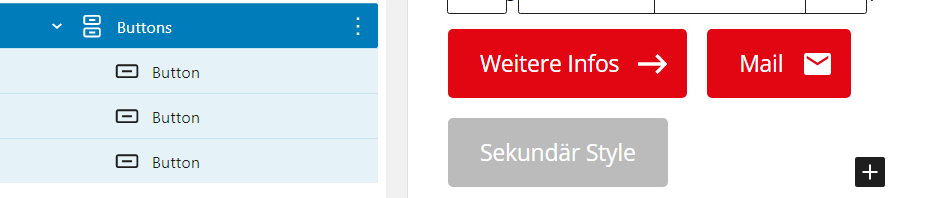 Buttons
Button
Button
Button
Weitere Infos
Mail
Sekundär Style